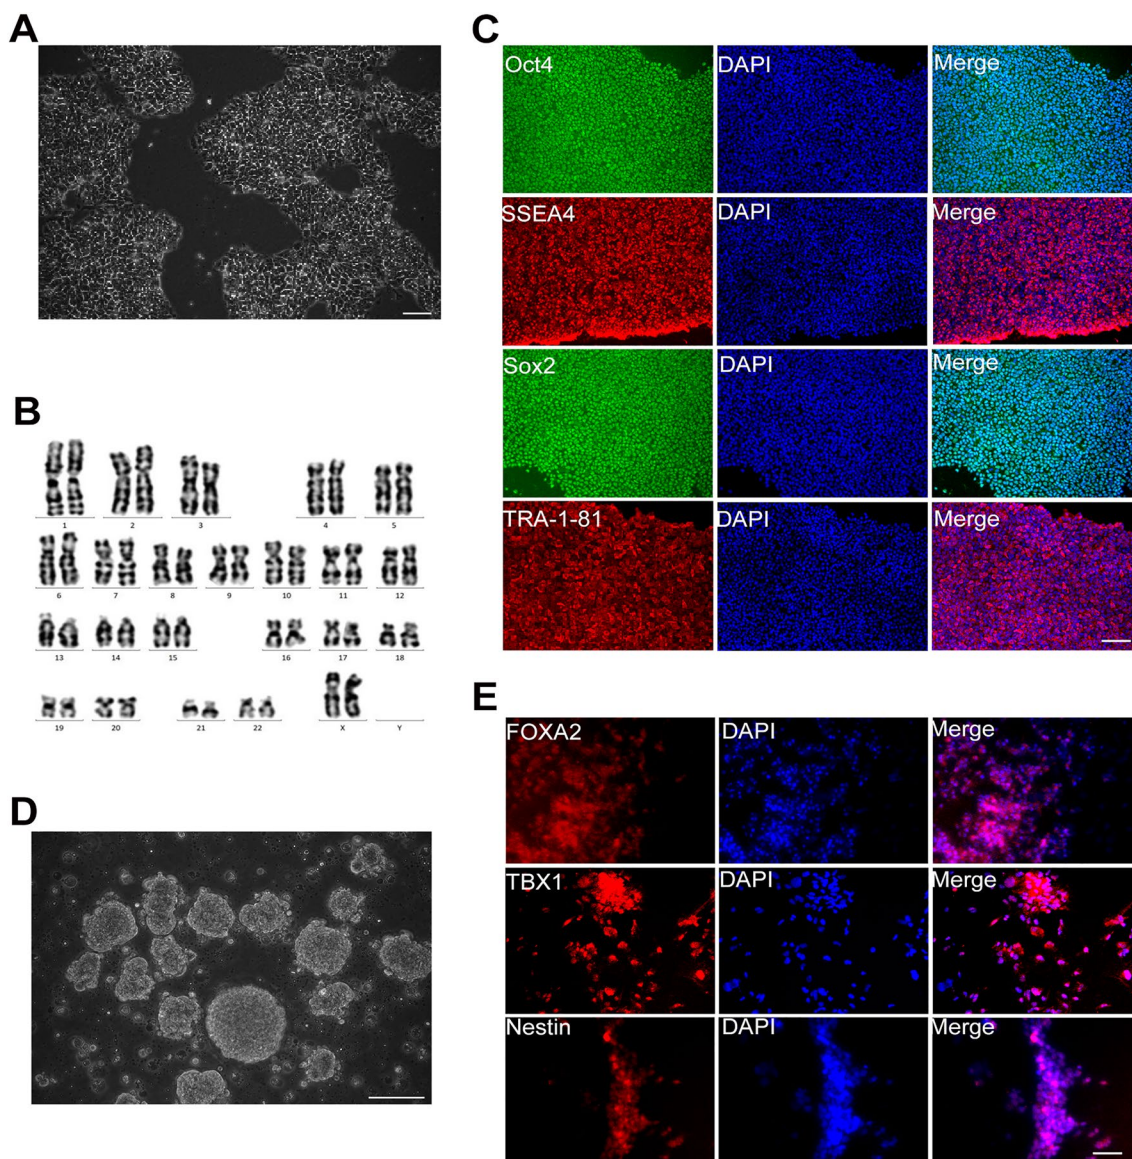 A
C
Oct4 DAPI Merge
SSEA4 DAPI Merge
Sox2 DAPI Merge
TRA-1-81 DAPI Merge
B
1 2 3 4 5
6 7 8 9 10 11 12
13 14 15 16 17 18
19 20 21 22 X Y
D
E
FOXA2 DAPI Merge
TBX1 DAPI Merge
Nestin DAPI Merge